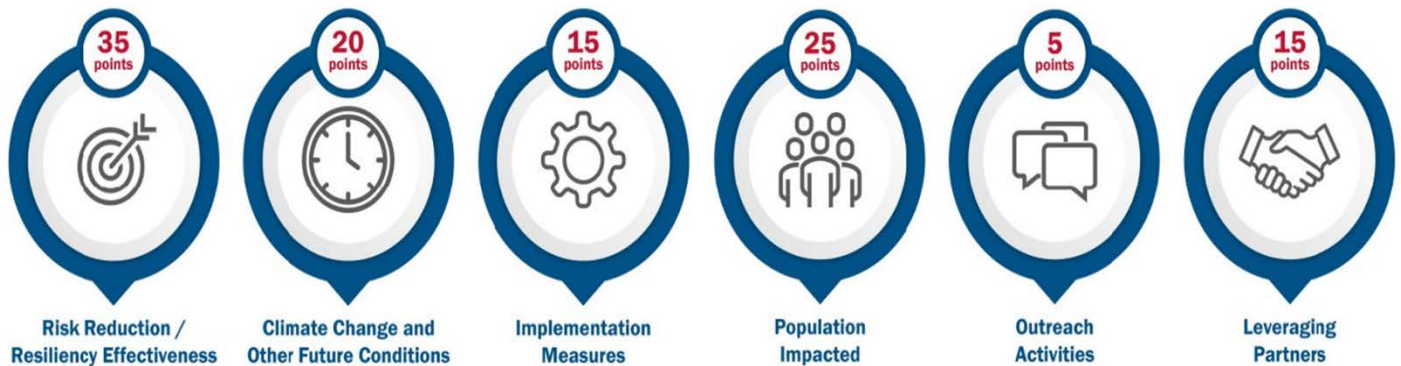 35
points
20
points
15
points
25
points
5
points
15
points
Risk Reduction /
Resiliency Effectiveness
Climate Change and
Other Future Conditions
Implementation
Measures
Population
Impacted
Outreach
Activities
Leveraging
Partners